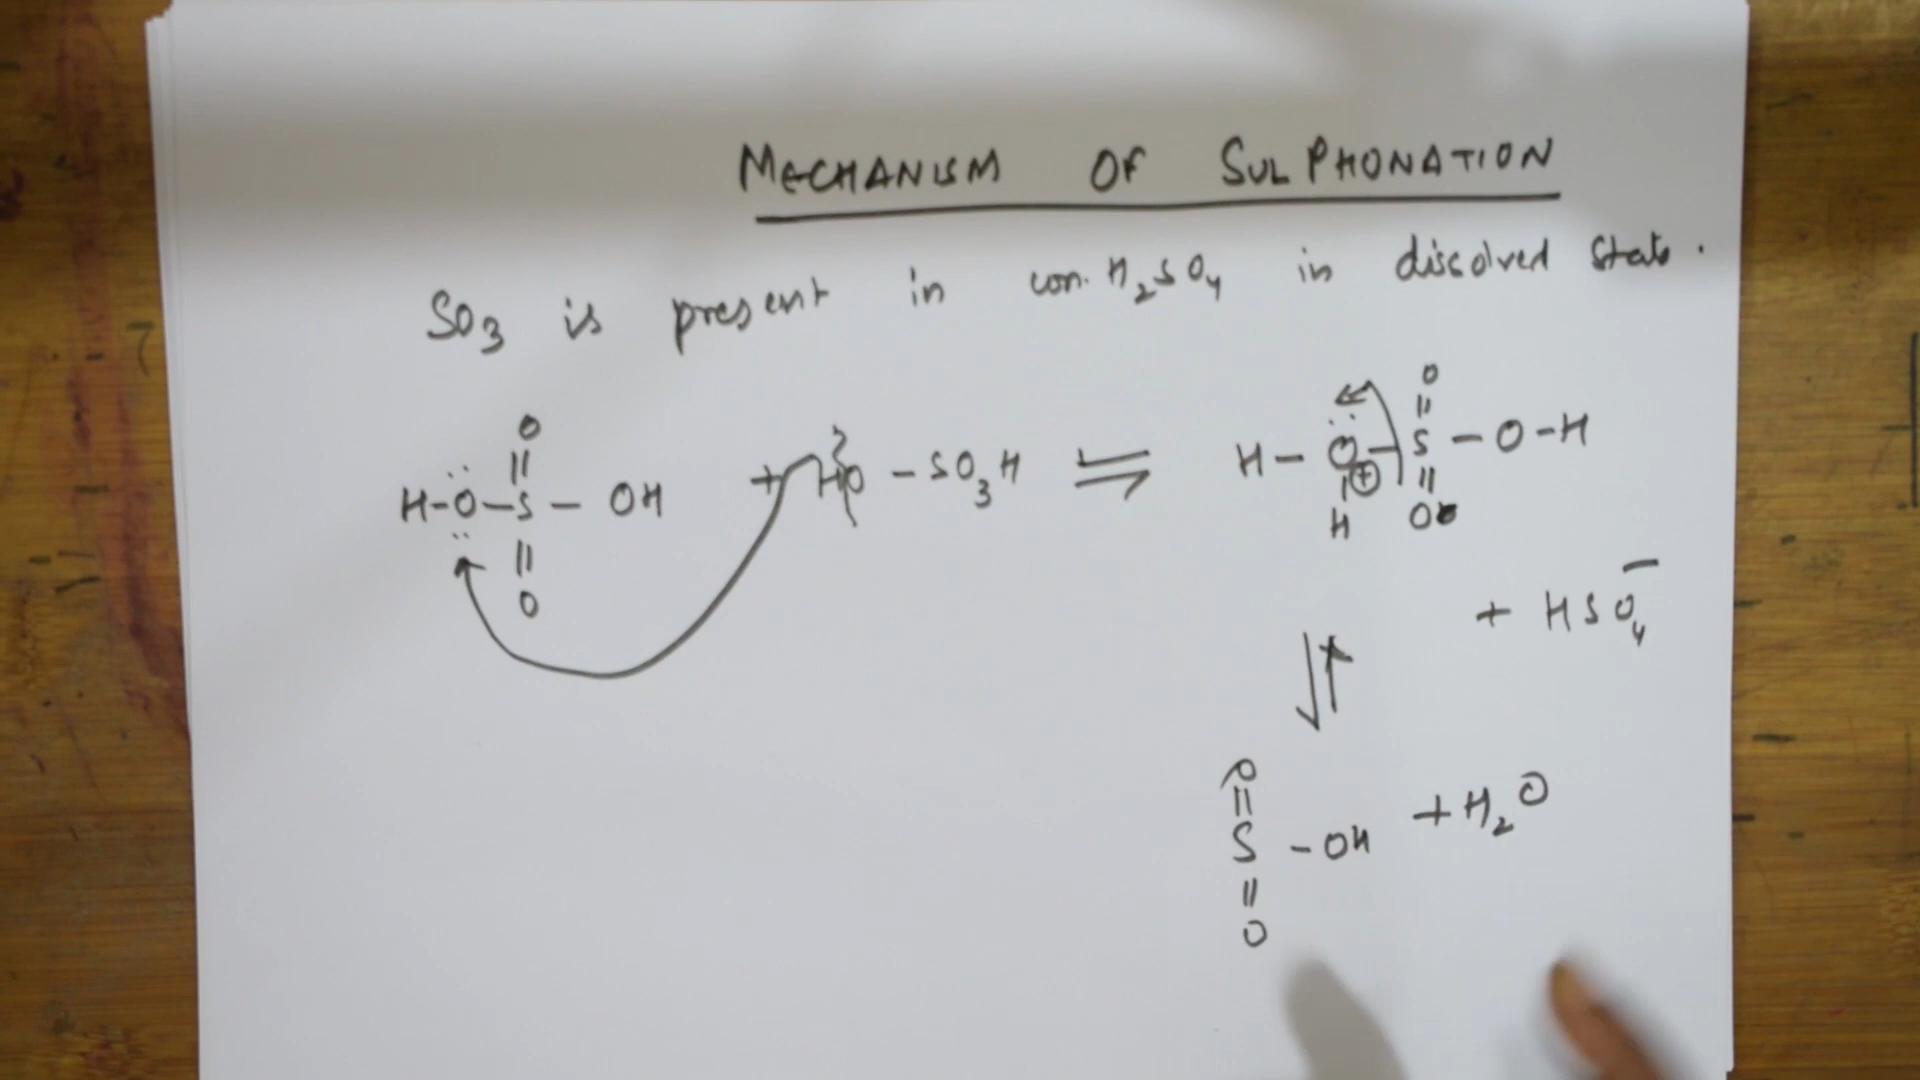 MECHANISM OF SULPHONATION
SO3 is present in con. H2SO4 in dissolved state.
O
||
H-O-S-OH + HO-SO3H ⇌
||
O
O
||
H-O-S-O-H
⊕
| ||
H O
+ HSO4-
⇌
O
||
S-OH + H2O
||
O